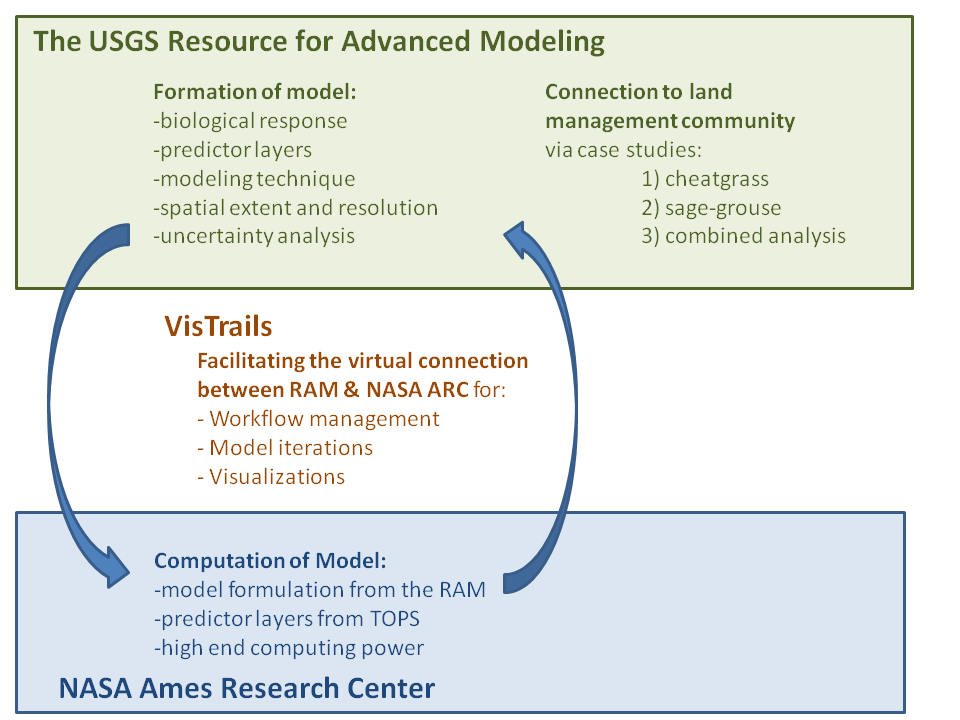 The USGS Resource for Advanced Modeling
Formation of model:
-biological response
-predictor layers
-modeling technique
-spatial extent and resolution
-uncertainty analysis
Connection to land
management community
via case studies:
1) cheatgrass
2) sage-grouse
3) combined analysis
VisTrails
Facilitating the virtual connection
between RAM & NASA ARC for:
- Workflow management
- Model iterations
- Visualizations
Computation of Model:
-model formulation from the RAM
-predictor layers from TOPS
-high end computing power
NASA Ames Research Center